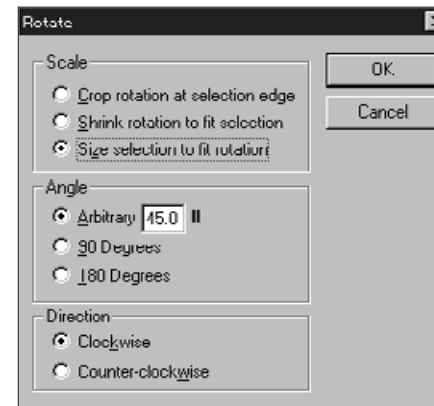 Rotate
Scale
Crop rotation at selection edge
Shrink rotation to fit selection
Size selection to fit rotation
OK
Cancel
Angle
Arbitrary 45.0
90 Degrees
180 Degrees
Direction
Clockwise
Counter-clockwise